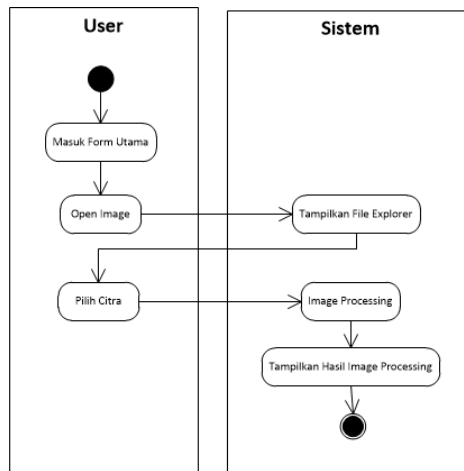 User
Sistem
Masuk Form Utama
Open Image
Tampilkan File Explorer
Pilih Citra
Image Processing
Tampilkan Hasil Image Processing